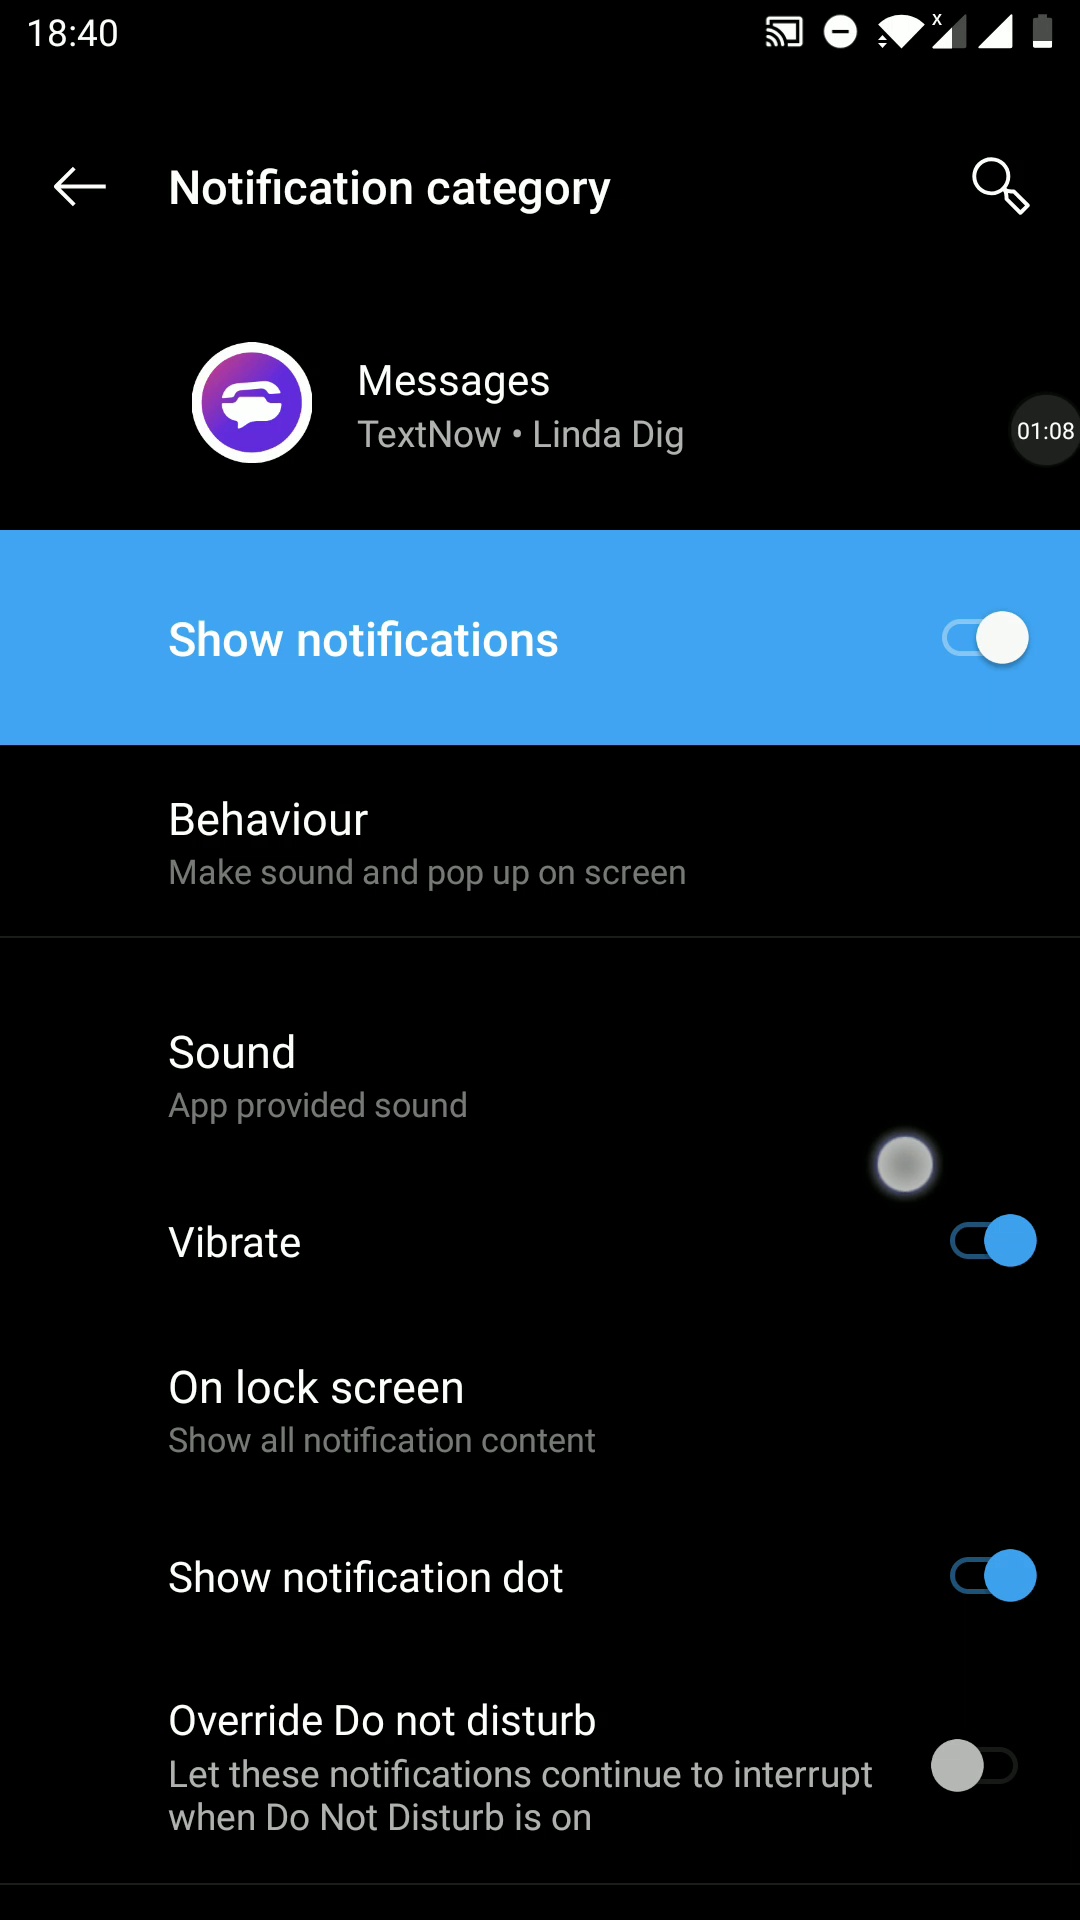 18:40
x
Notification category
Messages
TextNow • Linda Dig
01:08
Show notifications
Behaviour
Make sound and pop up on screen
Sound
App provided sound
Vibrate
On lock screen
Show all notification content
Show notification dot
Override Do not disturb
Let these notifications continue to interrupt
when Do Not Disturb is on